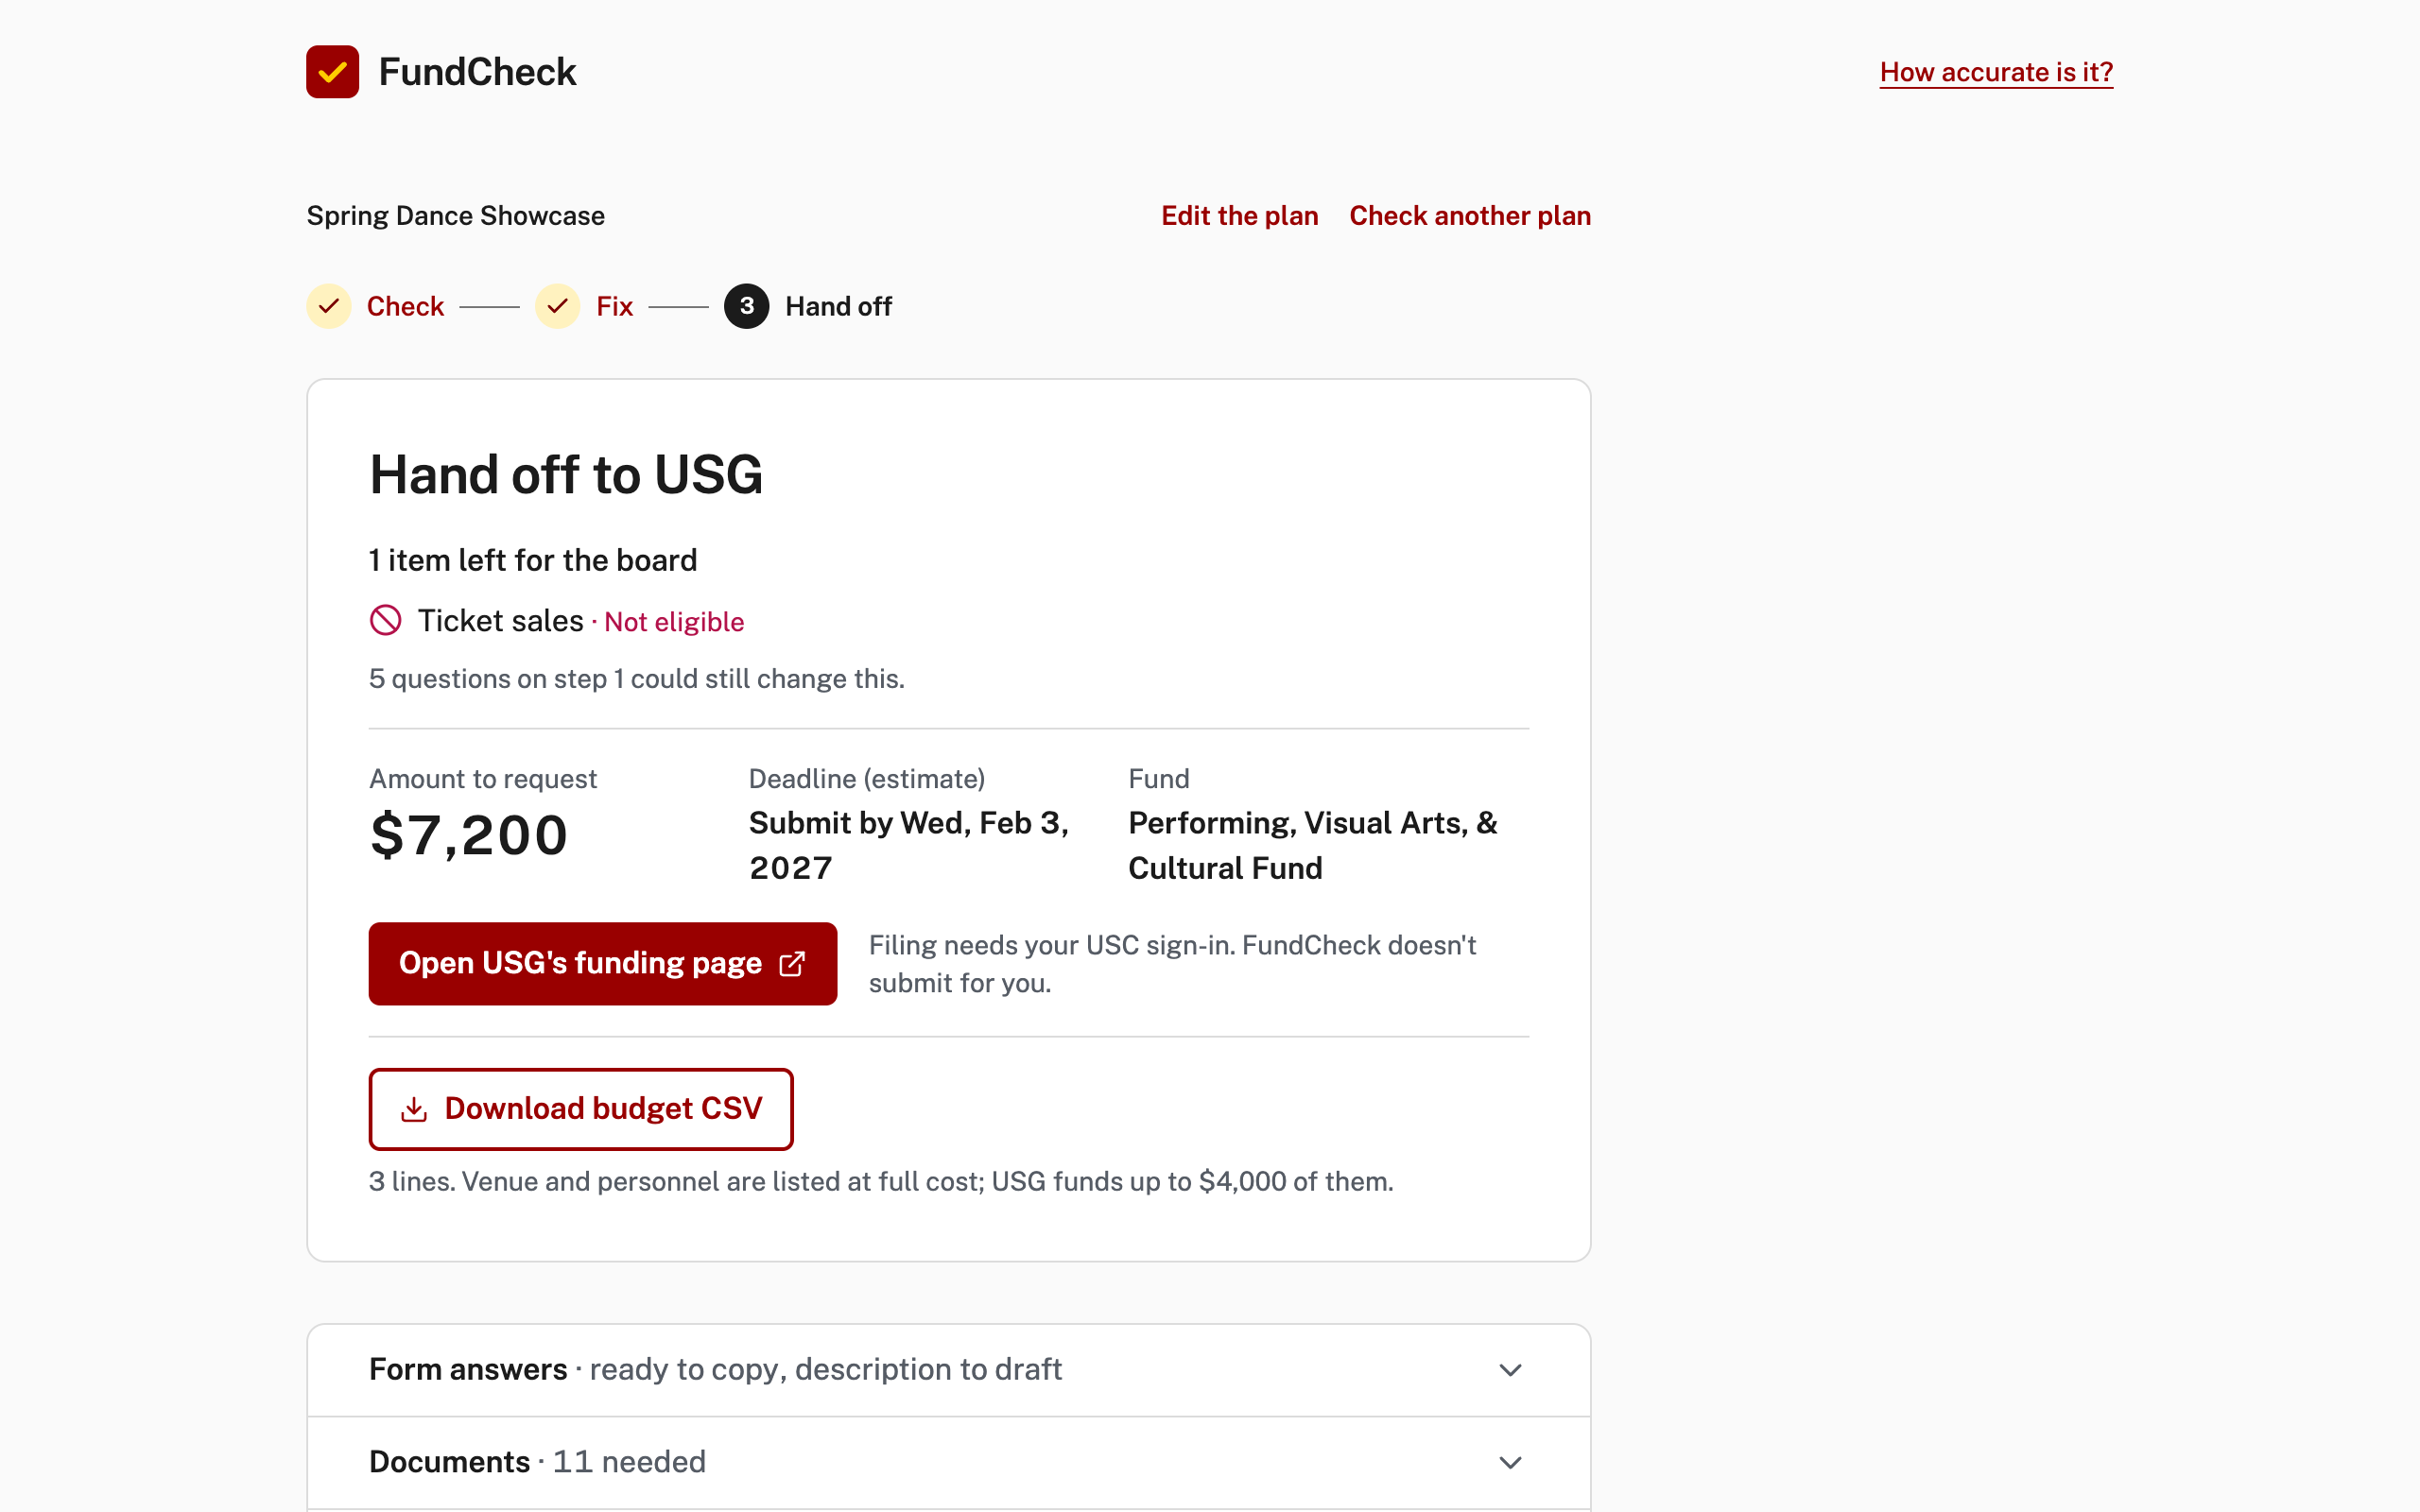 FundCheck
How accurate is it?
Spring Dance Showcase
Edit the plan
Check another plan
Check
Fix
3 Hand off
Hand off to USG
1 item left for the board
Ticket sales · Not eligible
5 questions on step 1 could still change this.
Amount to request
$7,200
Deadline (estimate)
Submit by Wed, Feb 3,
2027
Fund
Performing, Visual Arts, &
Cultural Fund
Open USG's funding page
Filing needs your USC sign-in. FundCheck doesn't
submit for you.
Download budget CSV
3 lines. Venue and personnel are listed at full cost; USG funds up to $4,000 of them.
Form answers · ready to copy, description to draft
Documents · 11 needed